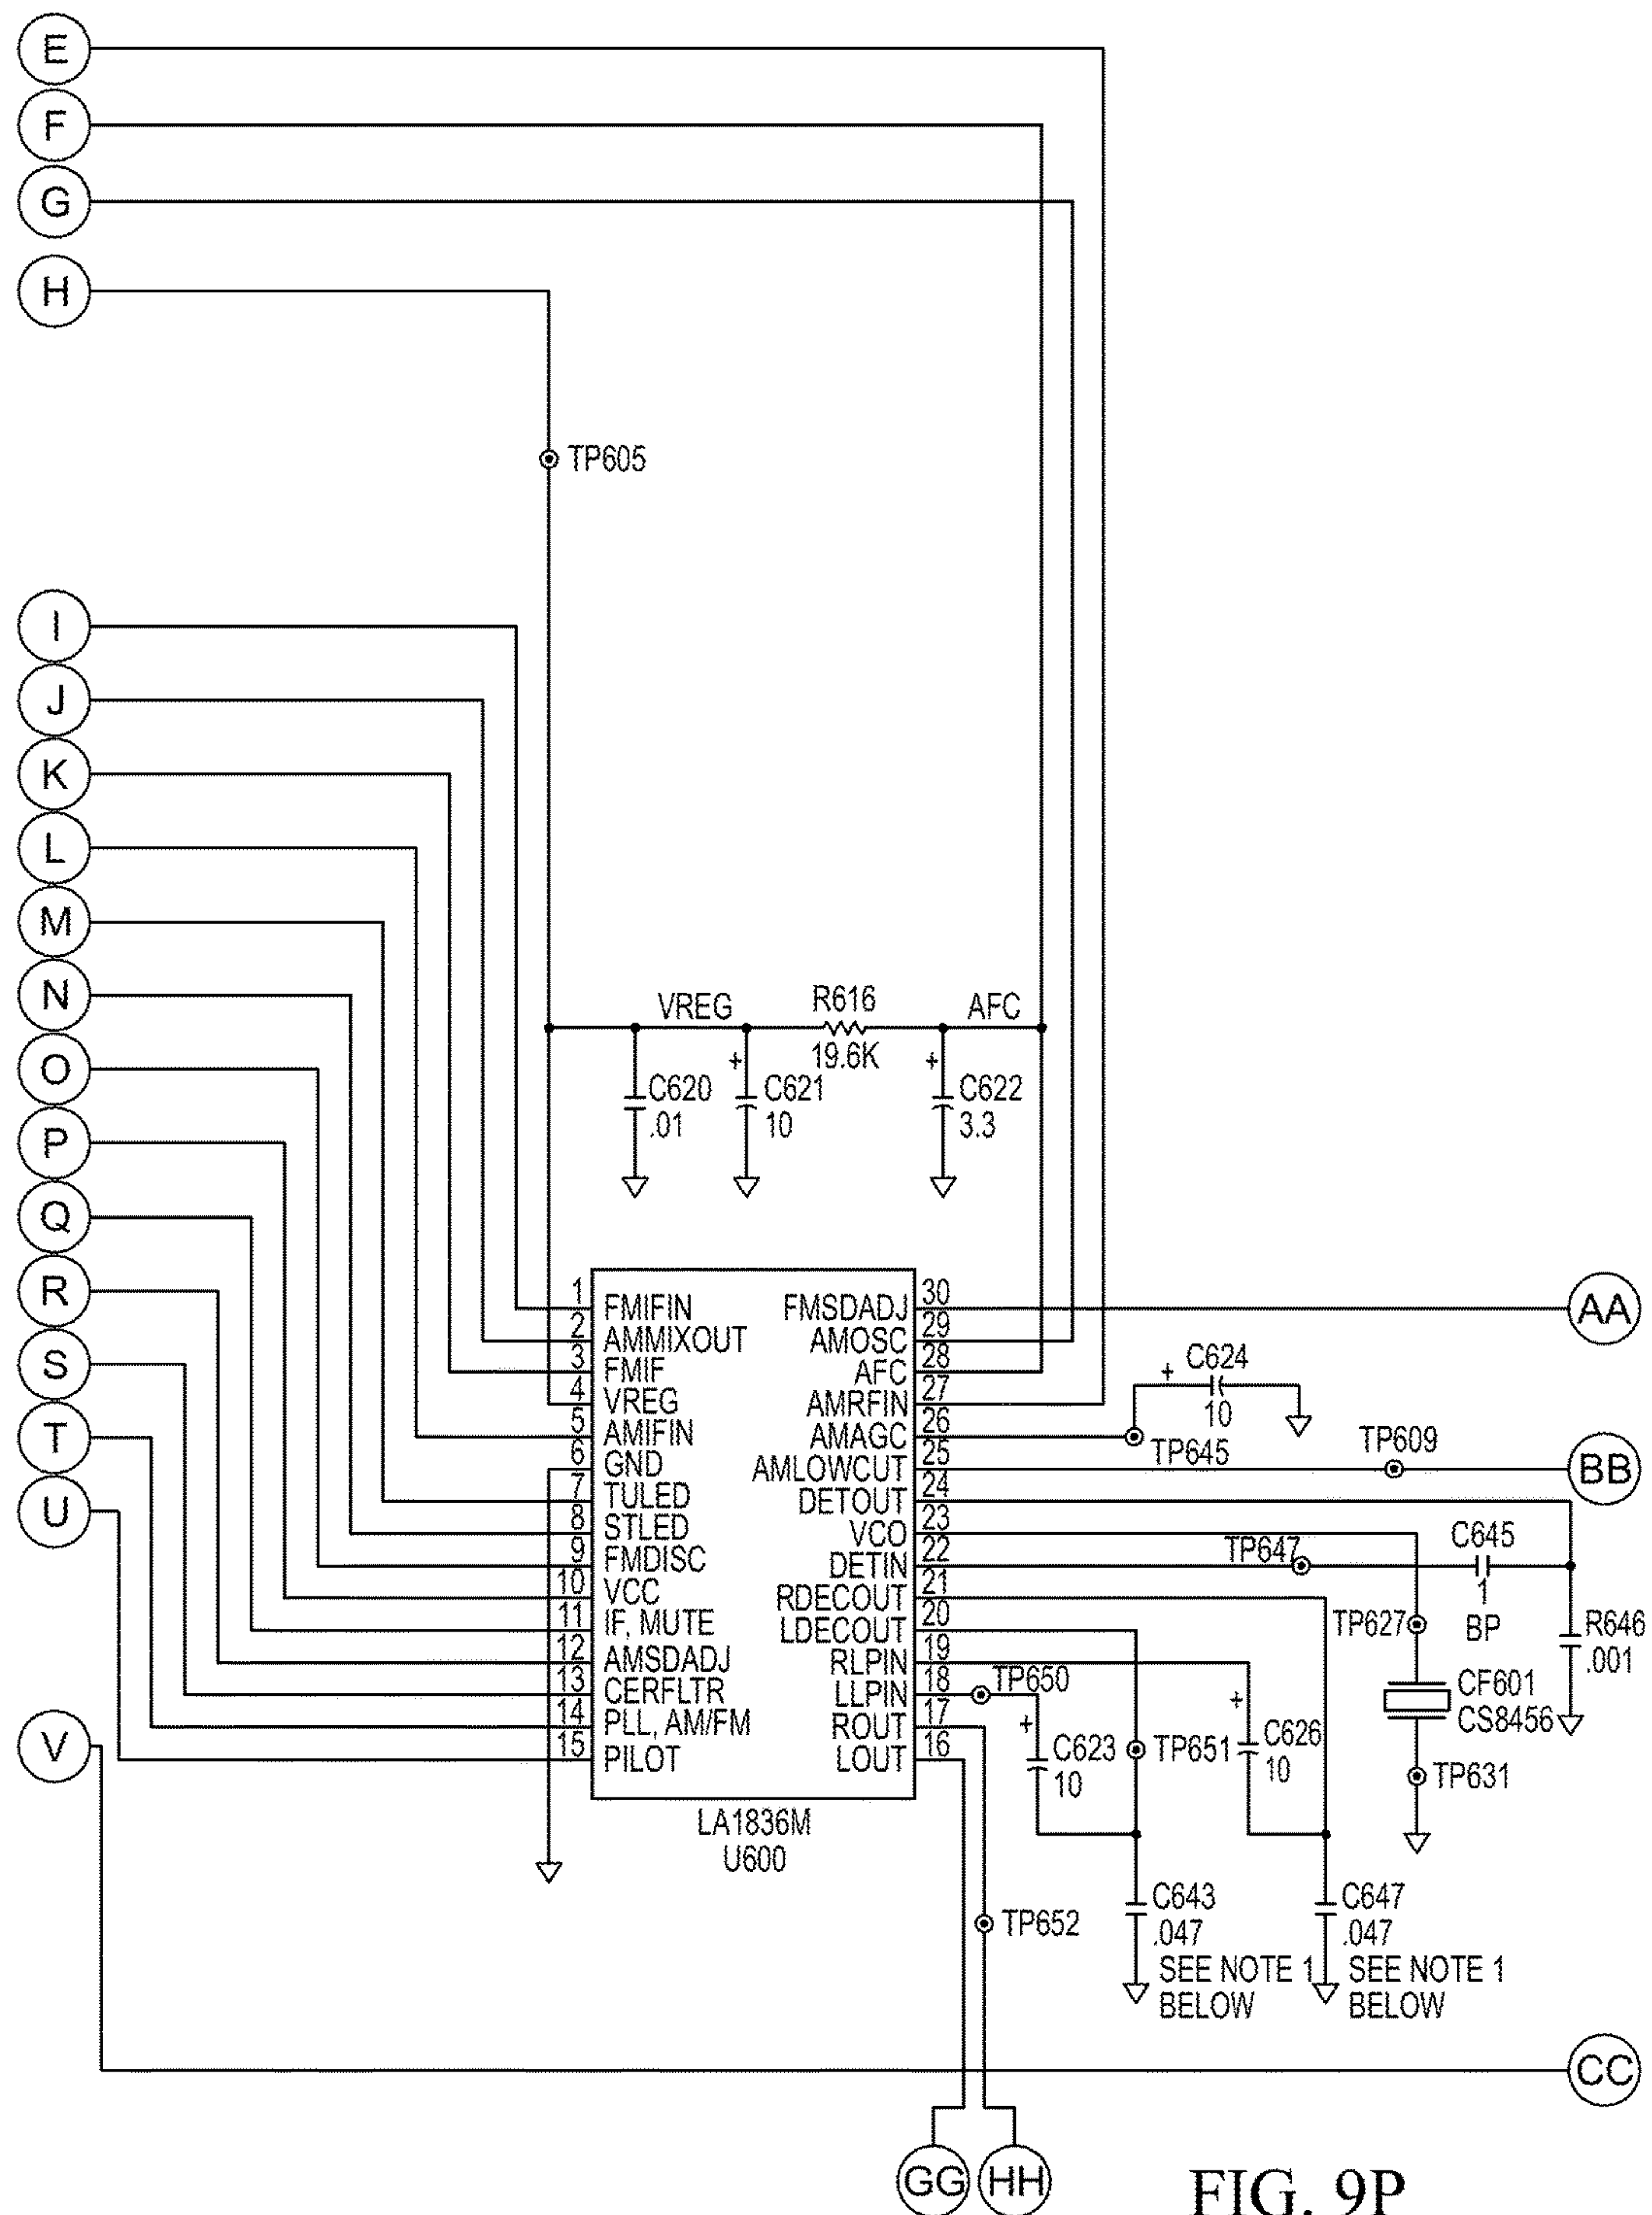 E
F
G
H
TP605
I
J
K
L
M
N
O
P
Q
R
S
T
U
V
VREG
R616
19.6K
AFC
+
C620
.01
+
C621
10
+
C622
3.3
1 FMIFIN
2 AMMIXOUT
3 FMIF
4 VREG
5 AMIFIN
6 GND
7 TULED
8 STLED
9 FMDISC
10 VCC
11 IF, MUTE
12 AMSDADJ
13 CERFLTR
14 PLL, AM/FM
15 PILOT
FMSDADJ 30
AMOSC 29
AFC 28
AMRFIN 27
AMAGC 26
AMLOWCUT 25
DETOUT 24
VCO 23
DETIN 22
RDECOUT 21
LDECOUT 20
RLPIN 19
LLPIN 18
ROUT 17
LOUT 16
LA1836M
U600
AA
+
C624
10
TP645
TP609
BB
TP647
C645
1
BP
TP627
R646
.001
CF601
CS8456
TP631
TP650
+
C623
10
TP651
+
C626
10
TP652
C643
.047
SEE NOTE 1
BELOW
C647
.047
SEE NOTE 1
BELOW
CC
GG
HH
FIG. 9P